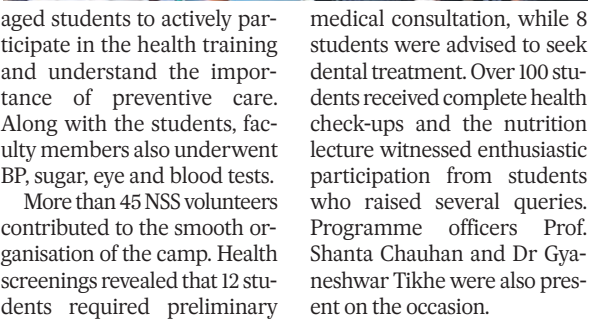 aged students to actively par-
ticipate in the health training
and understand the impor-
tance of preventive care.
Along with the students, fac-
ulty members also underwent
BP, sugar, eye and blood tests.
More than 45 NSS volunteers
contributed to the smooth or-
ganisation of the camp. Health
screenings revealed that 12 stu-
dents required preliminary
medical consultation, while 8
students were advised to seek
dental treatment. Over 100 stu-
dents received complete health
check-ups and the nutrition
lecture witnessed enthusiastic
participation from students
who raised several queries.
Programme officers Prof.
Shanta Chauhan and Dr Gya-
neshwar Tikhe were also pres-
ent on the occasion.